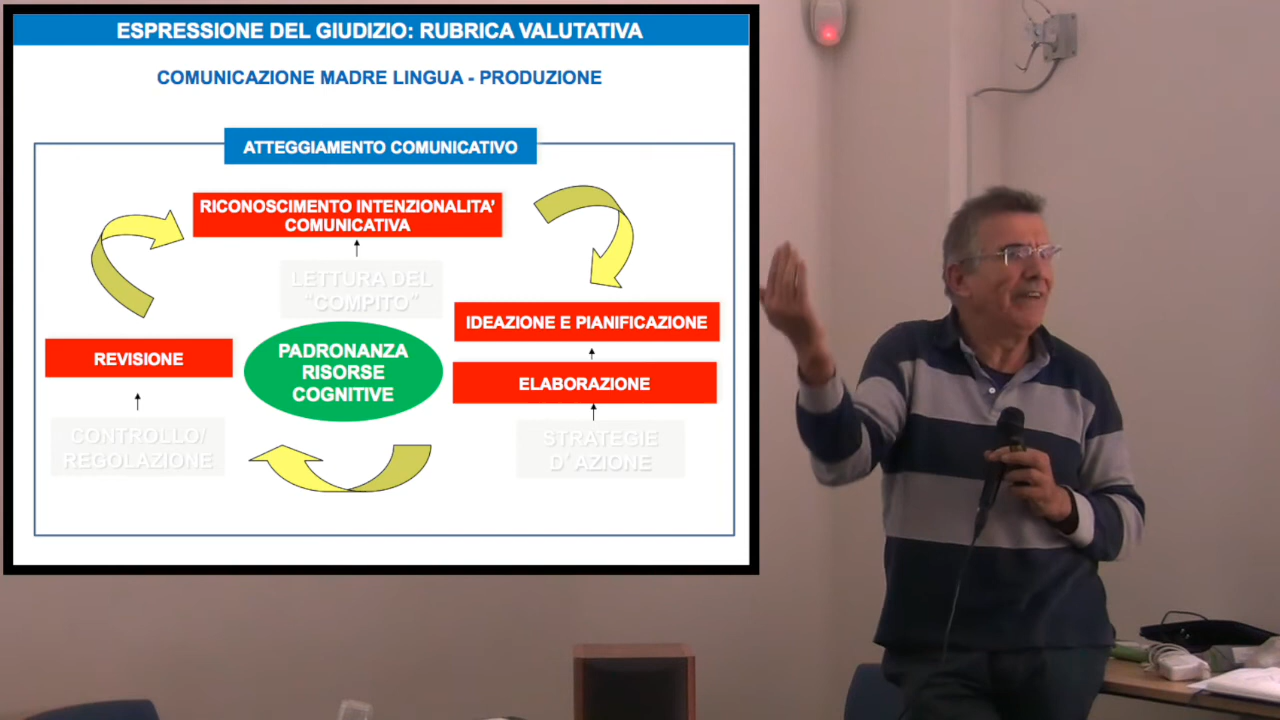 ESPRESSIONE DEL GIUDIZIO: RUBRICA VALUTATIVA
COMUNICAZIONE MADRE LINGUA - PRODUZIONE
ATTEGGIAMENTO COMUNICATIVO
RICONOSCIMENTO INTENZIONALITA'
COMUNICATIVA
LETTURA DEL
"COMPITO"
IDEAZIONE E PIANIFICAZIONE
REVISIONE
PADRONANZA
RISORSE
COGNITIVE
ELABORAZIONE
CONTROLLO/
REGOLAZIONE
STRATEGIE
D' AZIONE